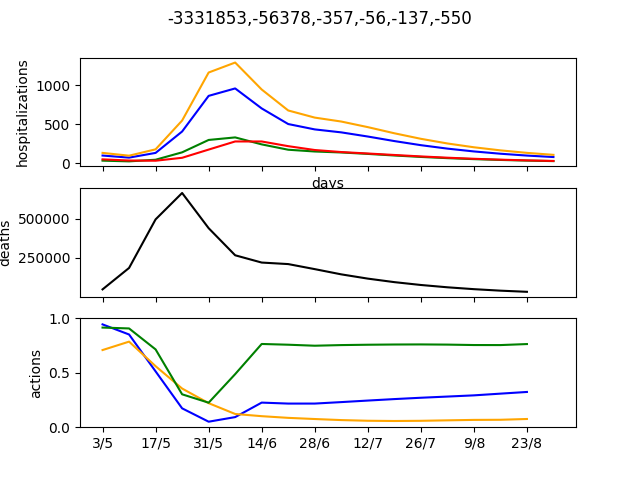 -3331853,-56378,-357,-56,-137,-550
hospitalizations
1000
500
0
days
deaths
500000
250000
actions
1.0
0.5
0.0
3/5 17/5 31/5 14/6 28/6 12/7 26/7 9/8 23/8